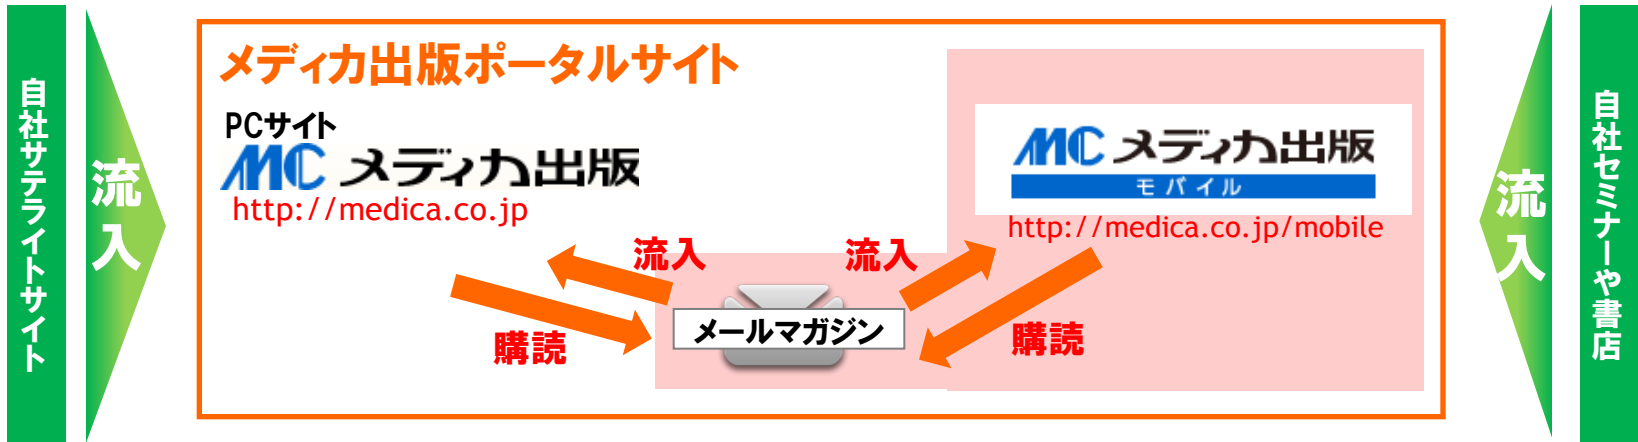 自社サテライトサイト
流入
メディカ出版ポータルサイト
PCサイト
MC メディカ出版
http://medica.co.jp
MC メディカ出版
モバイル
http://medica.co.jp/mobile
流入
流入
メールマガジン
購読
購読
流入
自社セミナーや書店